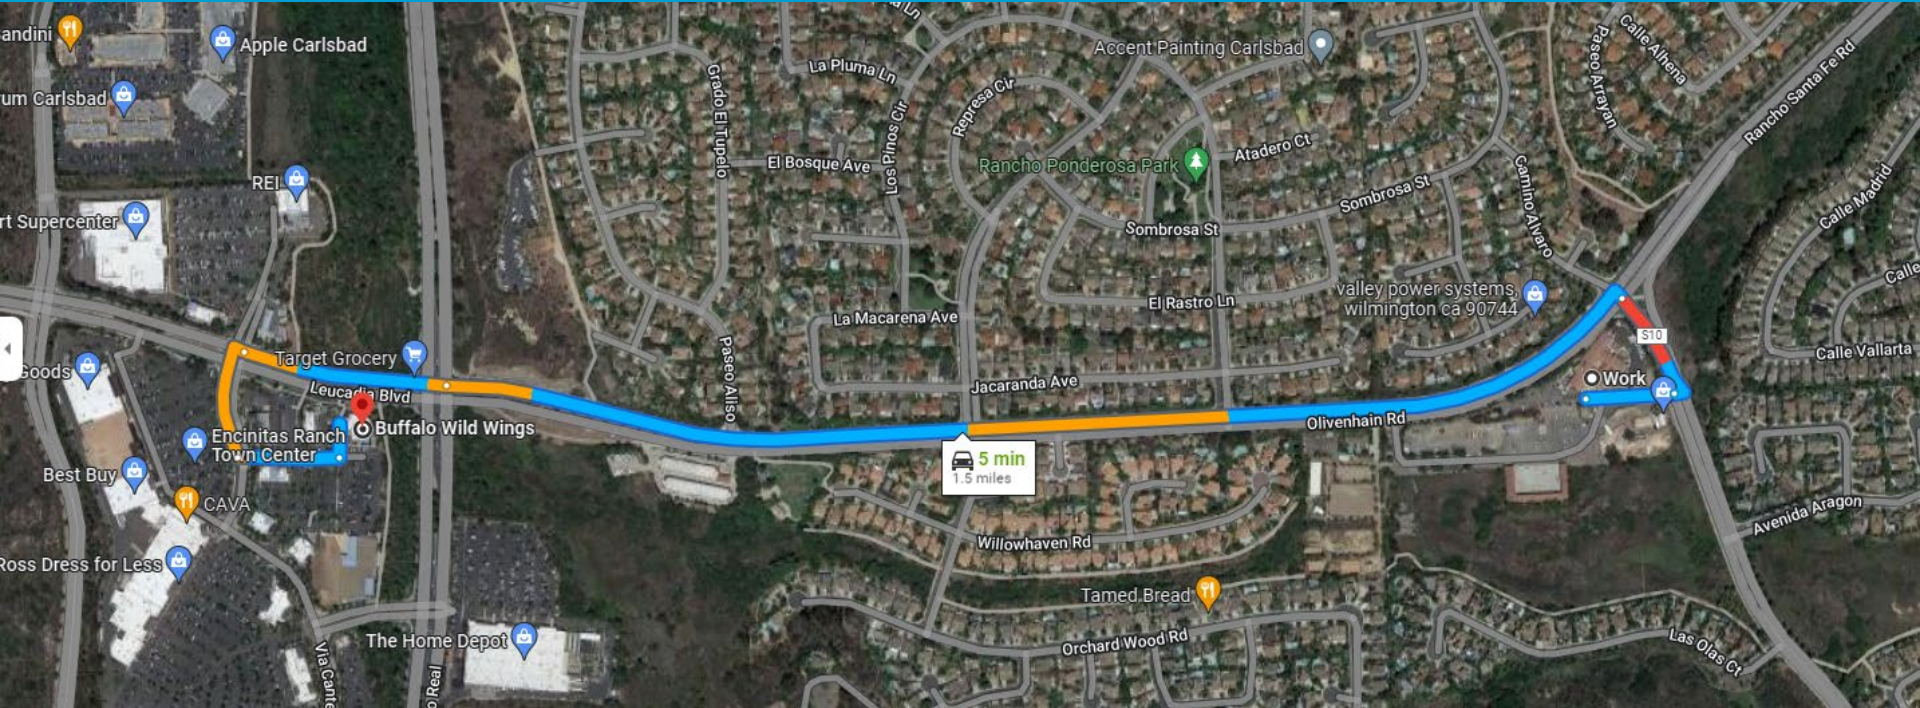 andini
Apple Carlsbad
rum Carlsbad
REI
rt Supercenter
Goods
Target Grocery
Leucadia Blvd
Buffalo Wild Wings
Encinitas Ranch
Town Center
Best Buy
CAVA
Ross Dress for Less
The Home Depot
Via Cante
o Real
La Pluma Ln
Grado El Tupelo
Los Pinos Cir
El Bosque Ave
Represa Cir
Accent Painting Carlsbad
Rancho Ponderosa Park
Atadero Ct
Sombrosa St
Sombrosa St
El Rastro Ln
La Macarena Ave
Paseo Aliso
Jacaranda Ave
5 min
1.5 miles
Olivenhain Rd
Willowhaven Rd
Tamed Bread
Orchard Wood Rd
Paseo Arrayan
Calle Alhena
Rancho Santa Fe Rd
Camino Alvaro
valley power systems,
wilmington ca 90744
S10
Work
Calle Madrid
Calle
Calle Vallarta
Avenida Aragon
Las Olas Ct